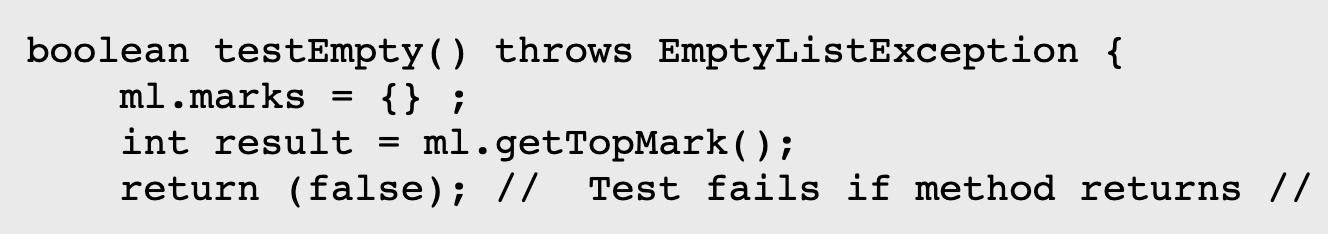 boolean testEmpty() throws EmptyListException {
ml.marks = {} ;
int result = ml.getTopMark();
return (false); //  Test fails if method returns //